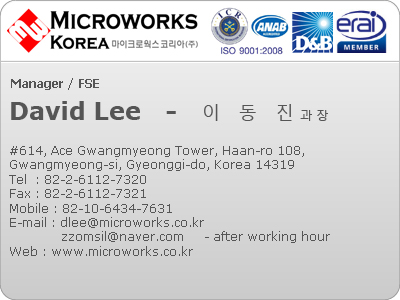 MICROWORKS
KOREA 마이크로웍스코리아(주)
ISO 9001:2008
ANAB
D&B
erai
MEMBER
Manager / FSE
David Lee - 이 동 진 과 장
#614, Ace Gwangmyeong Tower, Haan-ro 108,
Gwangmyeong-si, Gyeonggi-do, Korea 14319
Tel : 82-2-6112-7320
Fax : 82-2-6112-7321
Mobile : 82-10-6434-7631
E-mail : dlee@microworks.co.kr
zzomsil@naver.com - after working hour
Web : www.microworks.co.kr